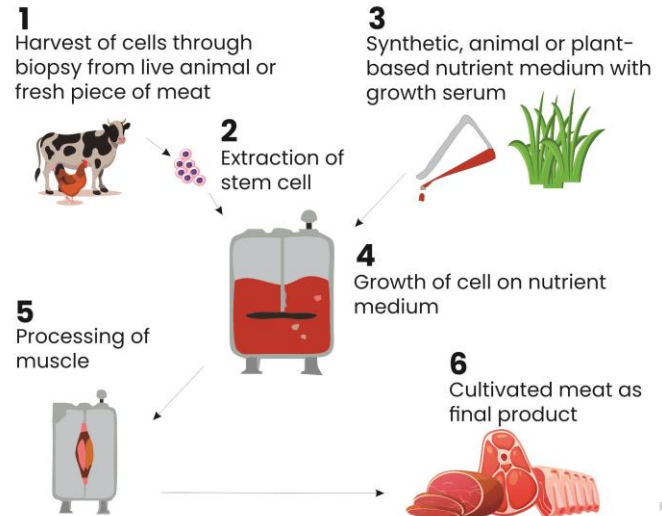 1
Harvest of cells through
biopsy from live animal or
fresh piece of meat
2
Extraction of
stem cell
3
Synthetic, animal or plant-
based nutrient medium with
growth serum
4
Growth of cell on nutrient
medium
5
Processing of
muscle
6
Cultivated meat as
final product